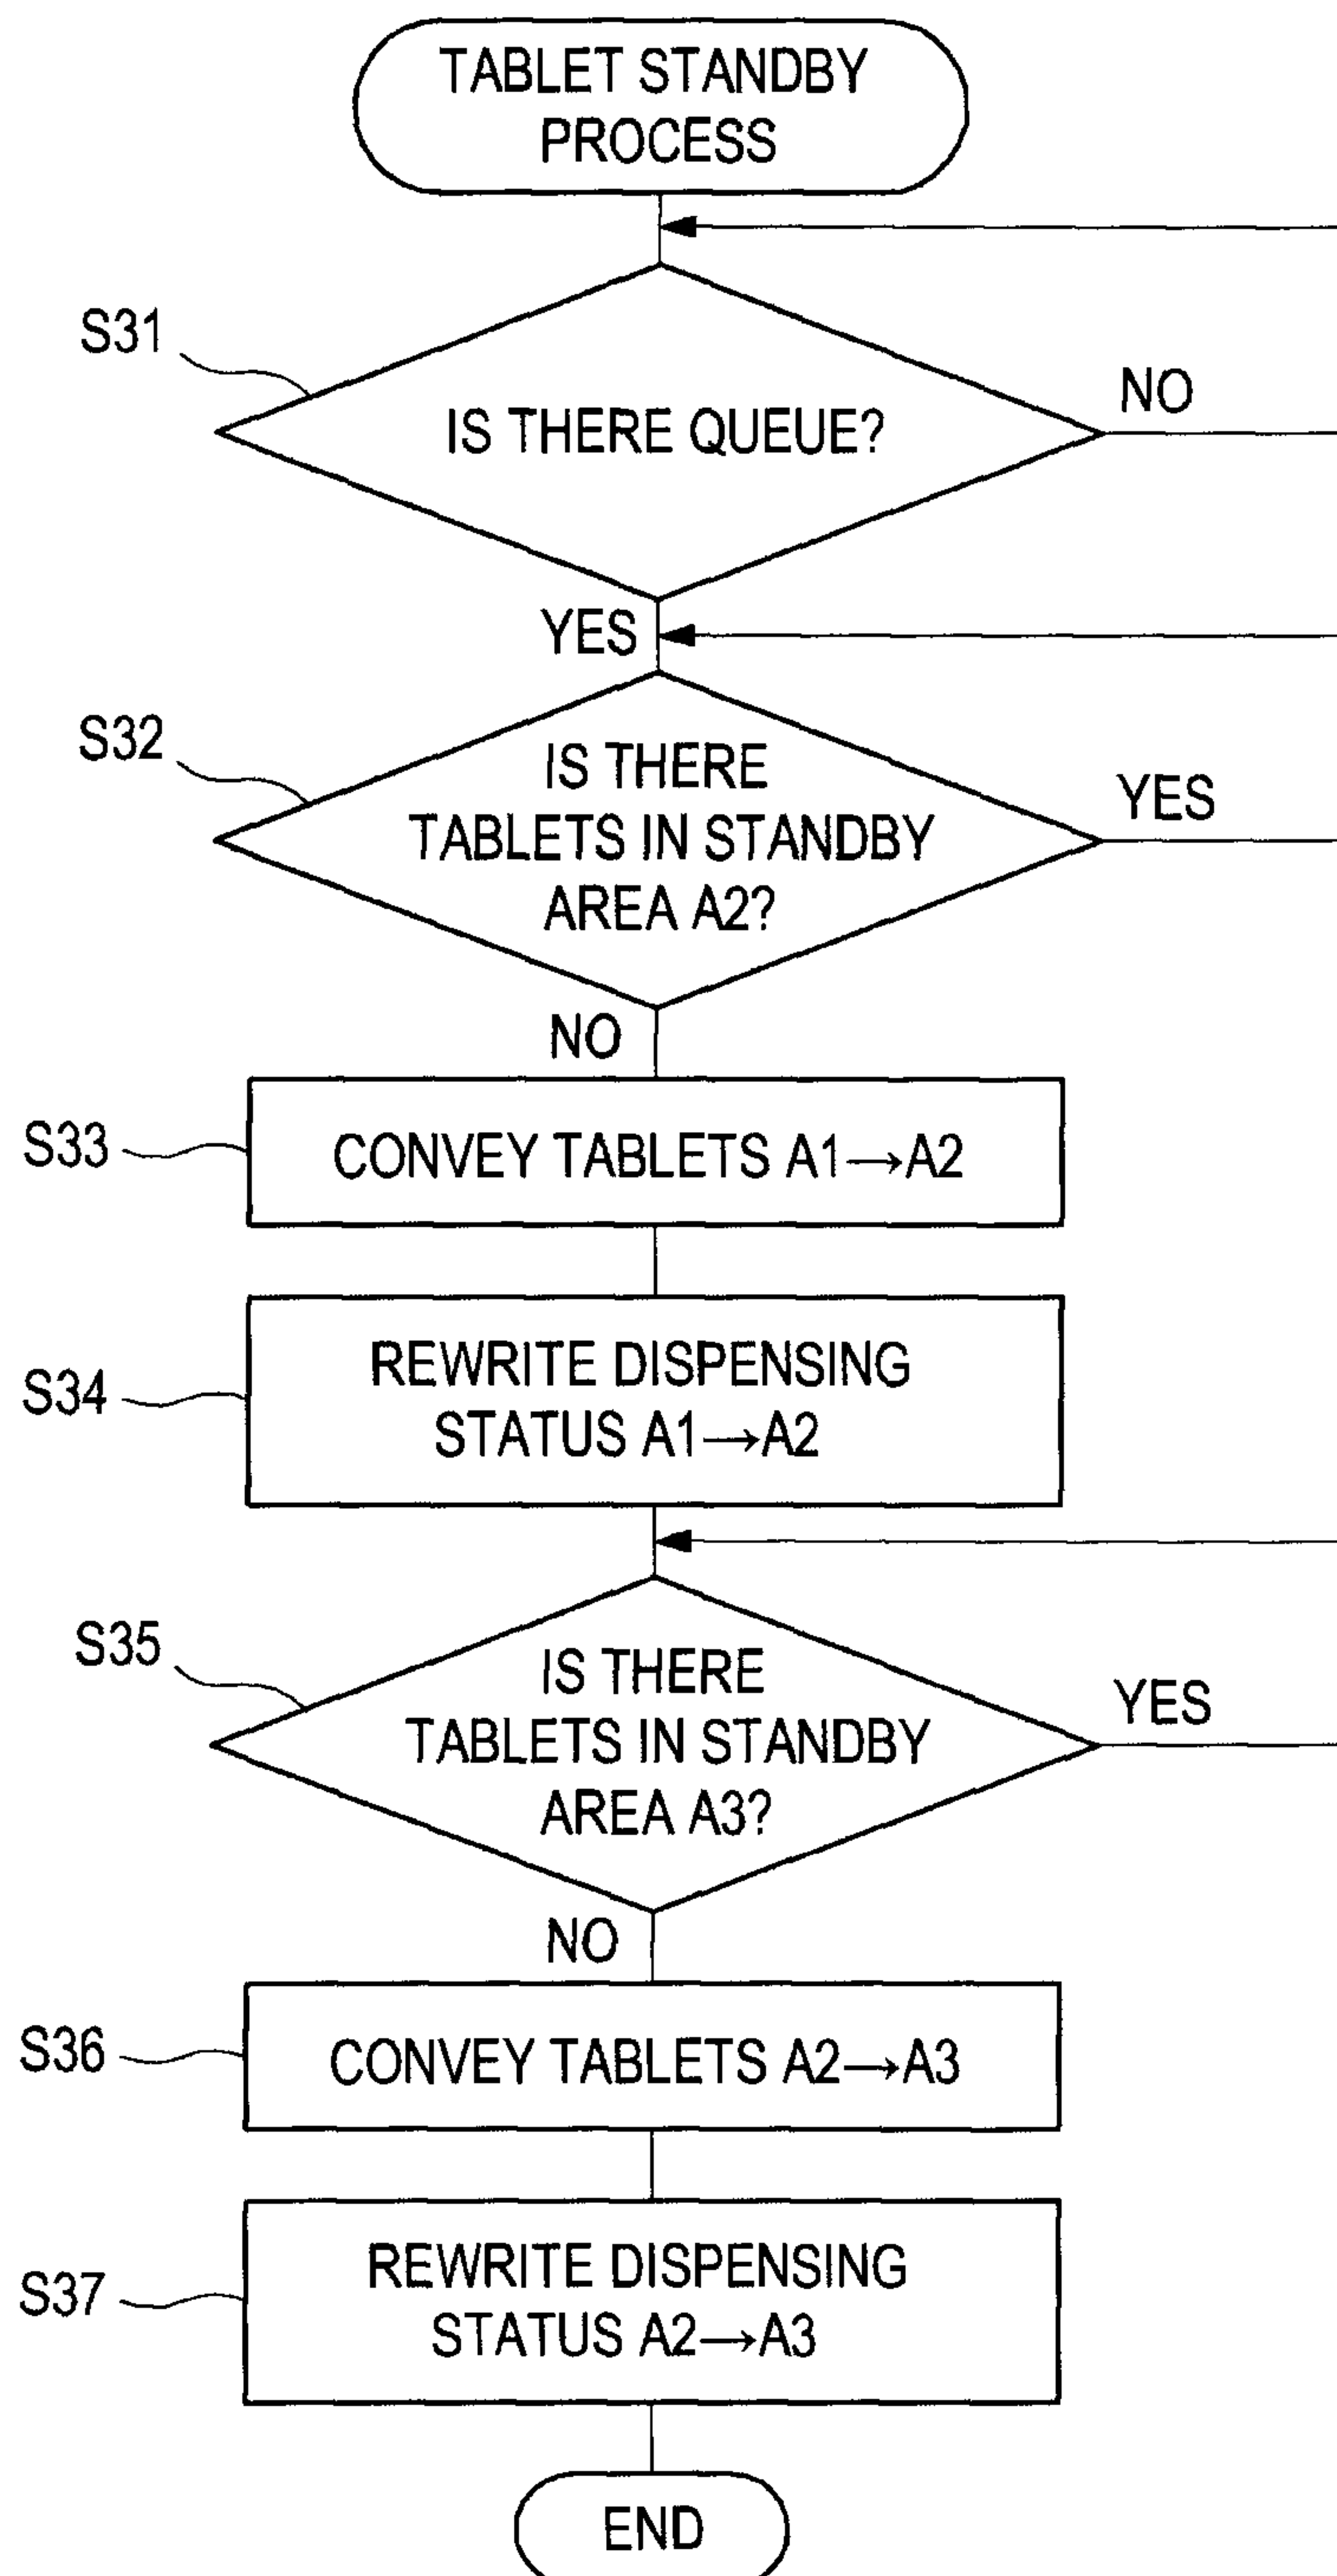 TABLET STANDBY
PROCESS
S31
IS THERE QUEUE?
NO
YES
S32
IS THERE
TABLETS IN STANDBY
AREA A2?
YES
NO
S33
CONVEY TABLETS A1→A2
S34
REWRITE DISPENSING
STATUS A1→A2
S35
IS THERE
TABLETS IN STANDBY
AREA A3?
YES
NO
S36
CONVEY TABLETS A2→A3
S37
REWRITE DISPENSING
STATUS A2→A3
END